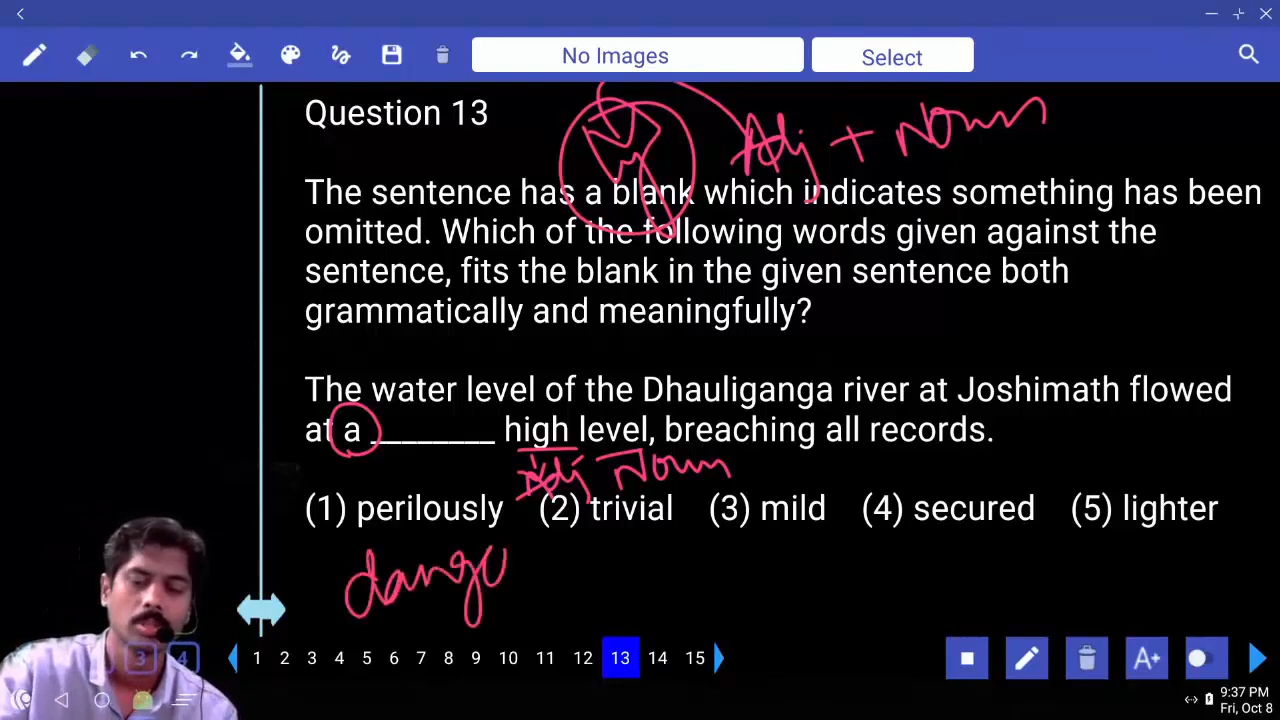 No Images
Select
Question 13
Adj + Noun
The sentence has a blank which indicates something has been
omitted. Which of the following words given against the
sentence, fits the blank in the given sentence both
grammatically and meaningfully?
The water level of the Dhauliganga river at Joshimath flowed
at a ________ high level, breaching all records.
Adj Noun
(1) perilously (2) trivial (3) mild (4) secured (5) lighter
dange
3 4 1 2 3 4 5 6 7 8 9 10 11 12 13 14 15 A+
9:37 PM
Fri, Oct 8